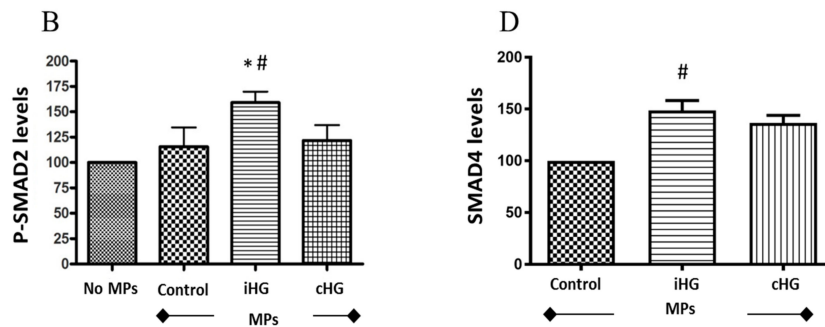 B
P-SMAD2 levels
200
175
150
125
100
75
50
25
0
* #
No MPs Control iHG cHG
MPs
D
SMAD4 levels
200
150
100
50
0
#
Control iHG cHG
MPs